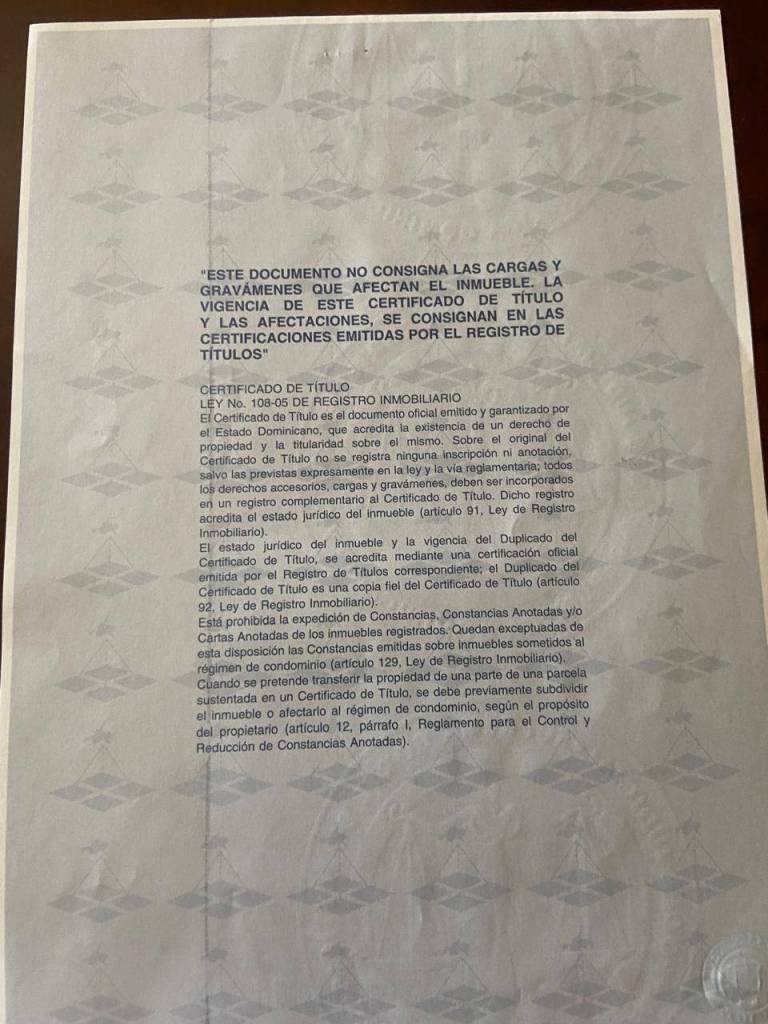 "ESTE DOCUMENTO NO CONSIGNA LAS CARGAS Y
GRAVÁMENES QUE AFECTAN EL INMUEBLE. LA
VIGENCIA DE ESTE CERTIFICADO DE TÍTULO
Y LAS AFECTACIONES, SE CONSIGNAN EN LAS
CERTIFICACIONES EMITIDAS POR EL REGISTRO DE
TÍTULOS"
CERTIFICADO DE TÍTULO
LEY No. 108-05 DE REGISTRO INMOBILIARIO
El Certificado de Título es el documento oficial emitido y garantizado por
el Estado Dominicano, que acredita la existencia de un derecho de
propiedad y la titularidad sobre el mismo. Sobre el original del
Certificado de Título no se registra ninguna inscripción ni anotación,
salvo las previstas expresamente en la ley y la vía reglamentaria; todos
los derechos accesorios, cargas y gravámenes, deben ser incorporados
en un registro complementario al Certificado de Título. Dicho registro
acredita el estado jurídico del inmueble (artículo 91, Ley de Registro
Inmobiliario).
El estado jurídico del inmueble y la vigencia del Duplicado del
Certificado de Título, se acredita mediante una certificación oficial
emitida por el Registro de Títulos correspondiente; el Duplicado del
Certificado de Título es una copia fiel del Certificado de Título (artículo
92, Ley de Registro Inmobiliario).
Está prohibida la expedición de Constancias, Constancias Anotadas y/o
Cartas Anotadas de los inmuebles registrados. Quedan exceptuadas de
esta disposición las Constancias emitidas sobre inmuebles sometidos al
régimen de condominio (artículo 129, Ley de Registro Inmobiliario).
Cuando se pretende transferir la propiedad de una parte de una parcela
sustentada en un Certificado de Título, se debe previamente subdividir
el inmueble o afectarlo al régimen de condominio, según el propósito
del propietario (artículo 12, párrafo I, Reglamento para el Control y
Reducción de Constancias Anotadas).